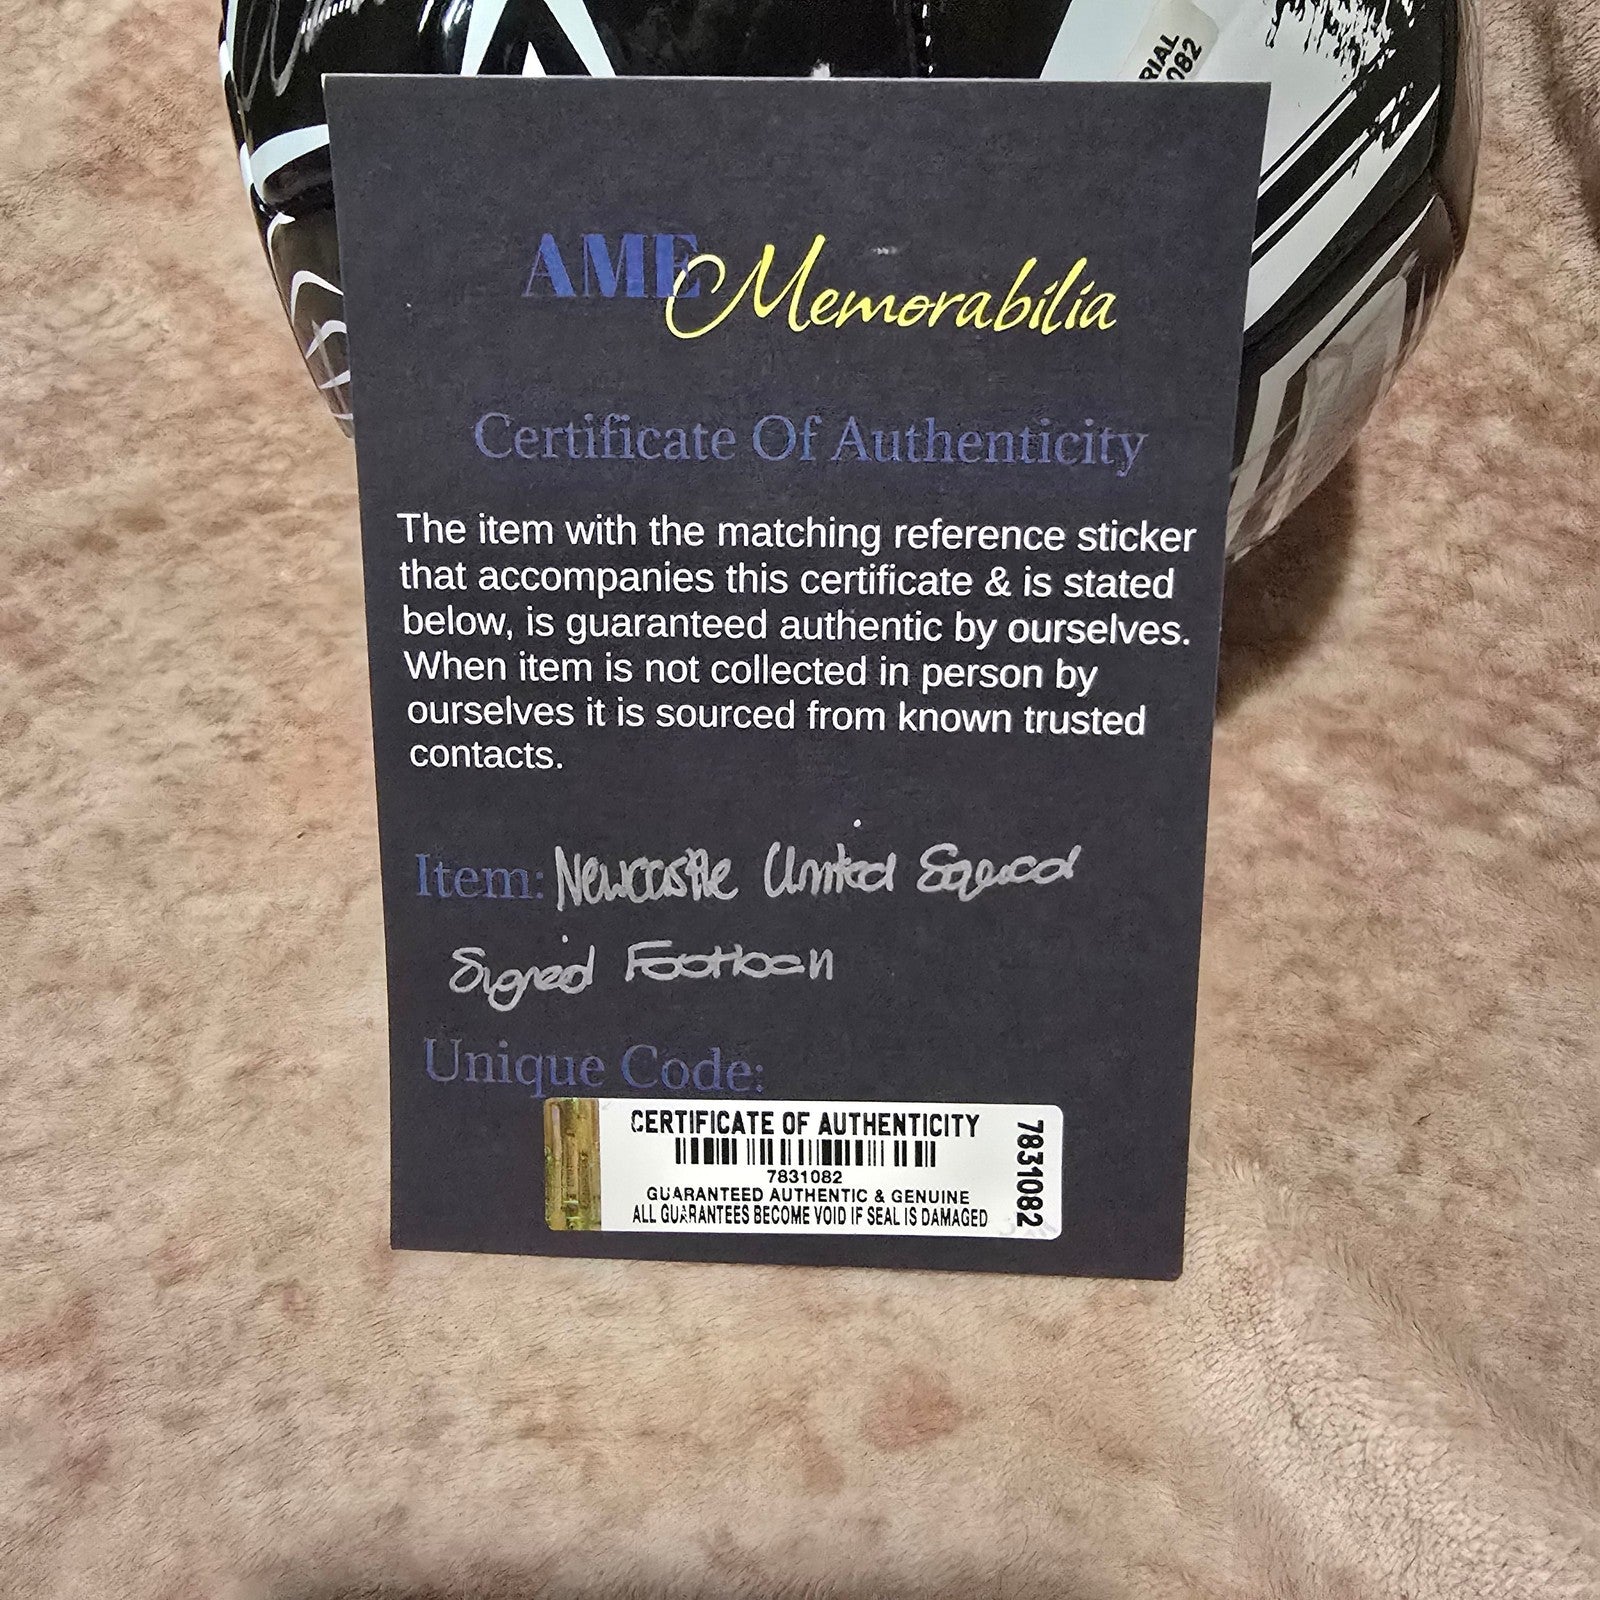 RIAL
082
AME Memorabilia
Certificate Of Authenticity
The item with the matching reference sticker
that accompanies this certificate & is stated
below, is guaranteed authentic by ourselves.
When item is not collected in person by
ourselves it is sourced from known trusted
contacts.
Item: Newcastle United Squad
Signed Football
Unique Code:
CERTIFICATE OF AUTHENTICITY
7831082
GUARANTEED AUTHENTIC & GENUINE
ALL GUARANTEES BECOME VOID IF SEAL IS DAMAGED
7831082